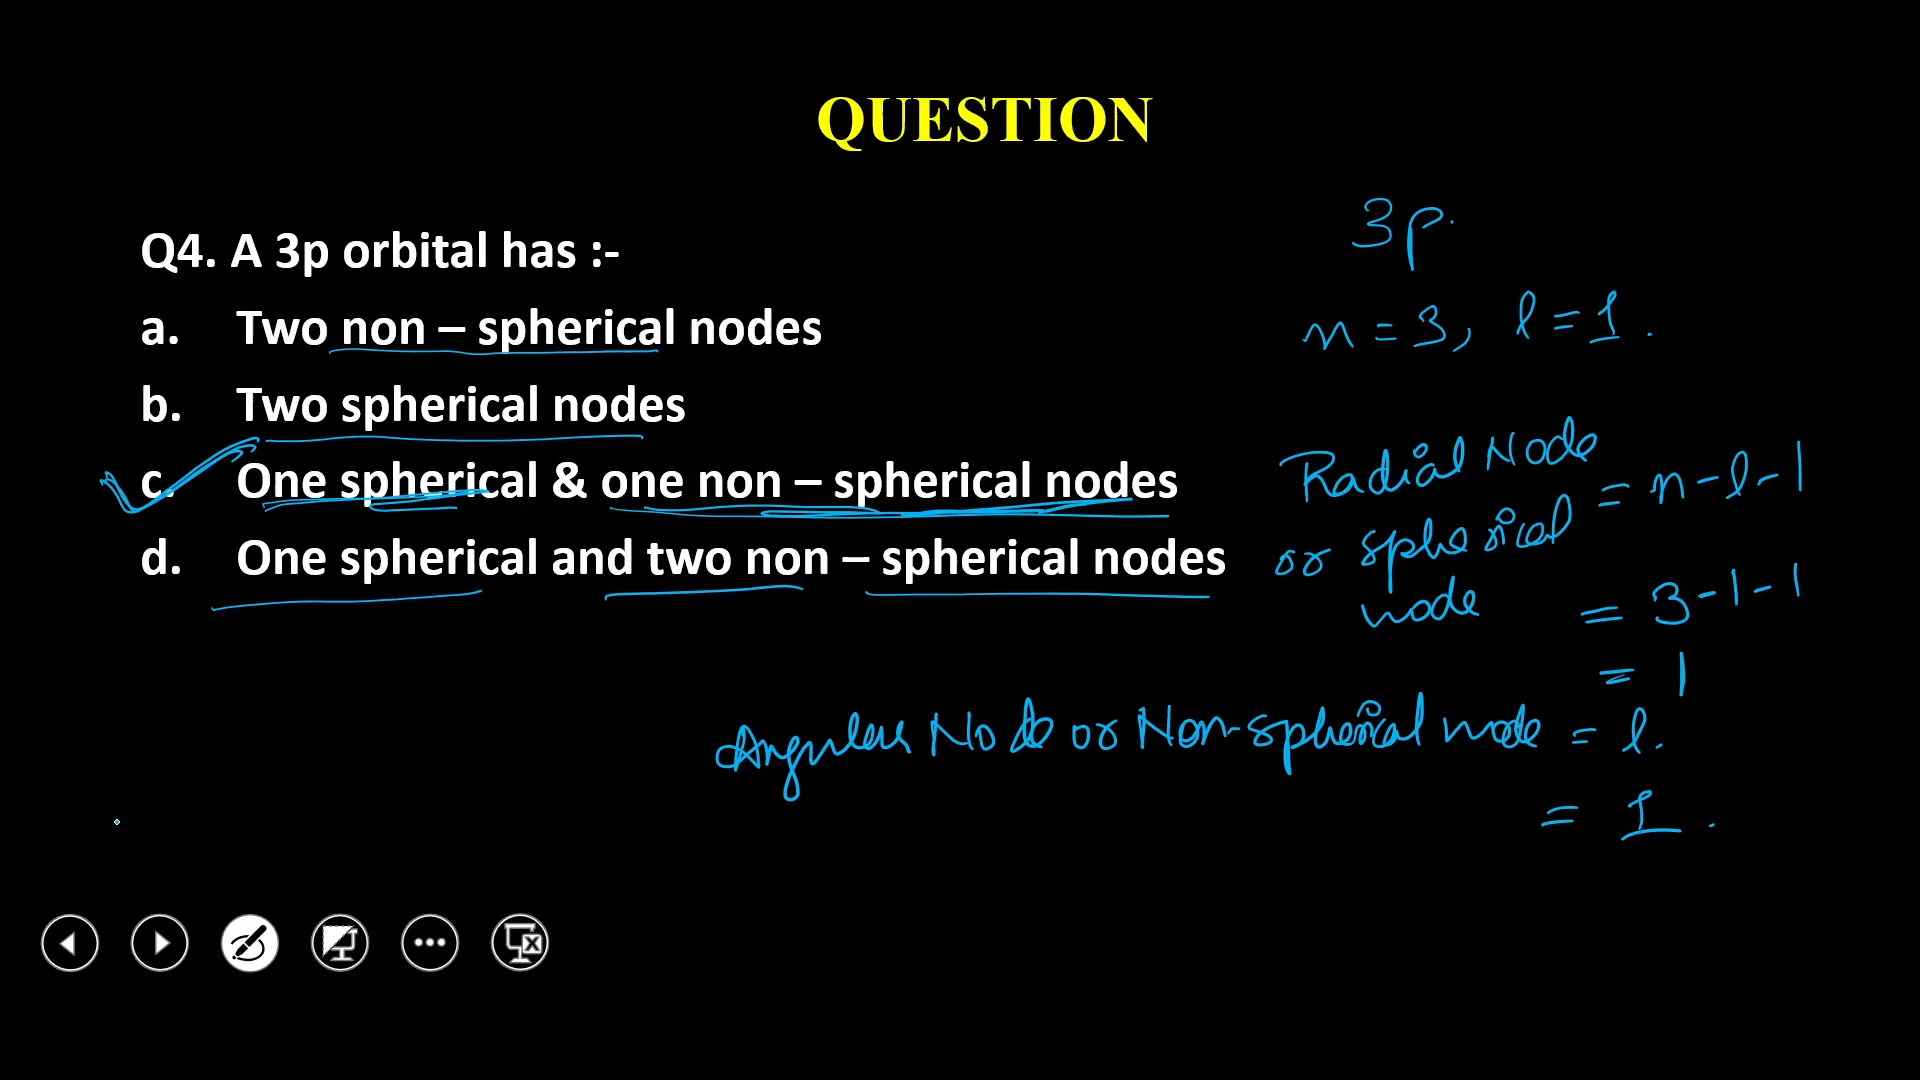 QUESTION
Q4. A 3p orbital has :-
a. Two non – spherical nodes
b. Two spherical nodes
c. One spherical & one non – spherical nodes
d. One spherical and two non – spherical nodes
3p.
n = 3, l = 1.
Radial Node
or spherical
node
= n-l-1
= 3-1-1
= 1
Angular Node or Non-spherical node = l.
= 1.